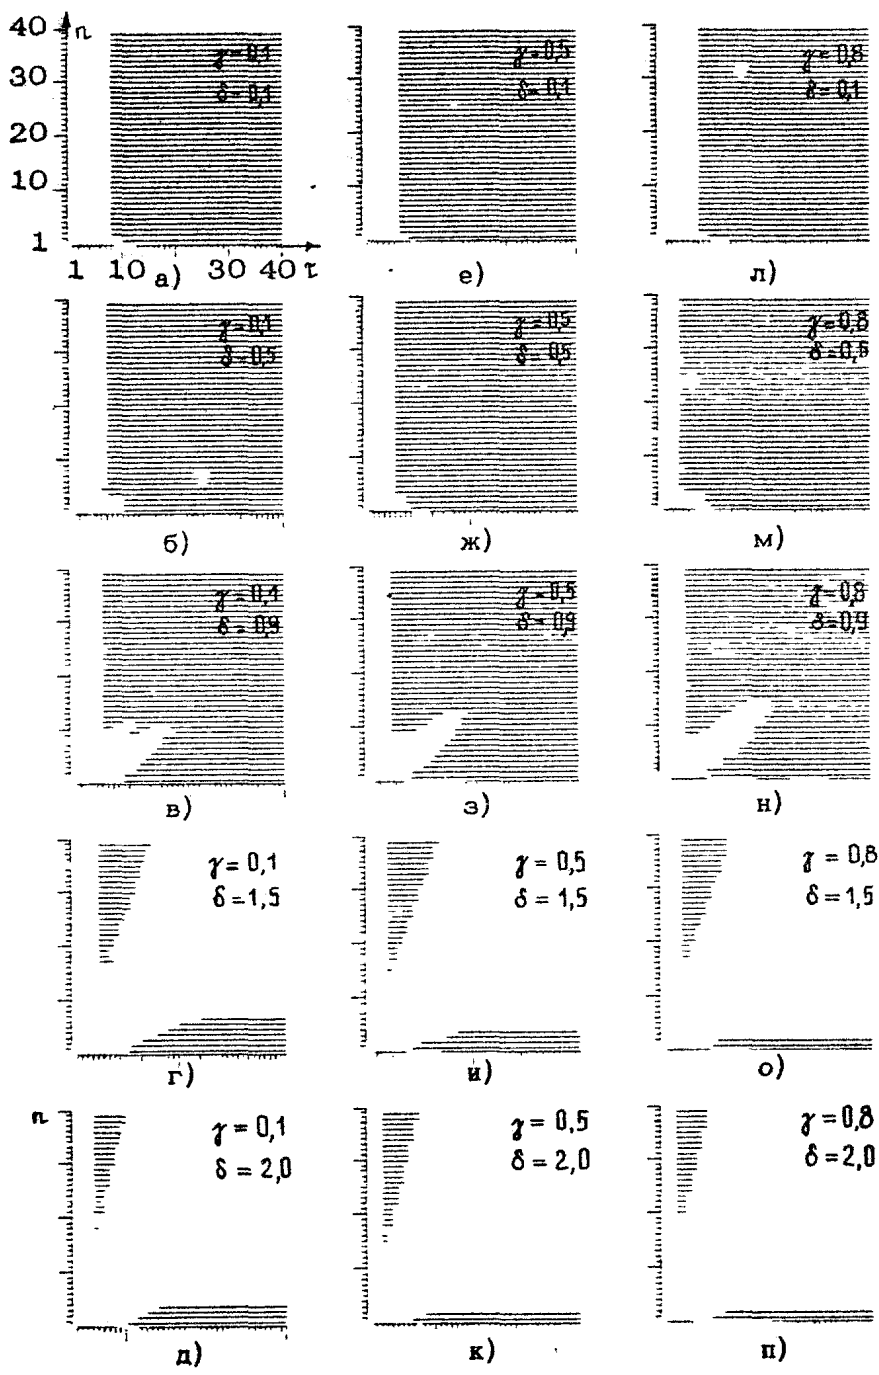 40 n
γ=0,1
γ=0,5
γ=0,8
30
δ=0,1
δ=0,1
δ=0,1
20
10
1
1 10 30 40 τ
а)
е)
л)
γ=0,1
γ=0,5
γ=0,8
δ=0,5
δ=0,5
δ=0,5
б)
ж)
м)
γ=0,1
γ=0,5
γ=0,8
δ=0,9
δ=0,9
δ=0,9
в)
з)
н)
γ=0,1
γ=0,5
γ=0,8
δ=1,5
δ=1,5
δ=1,5
г)
и)
о)
n
γ=0,1
γ=0,5
γ=0,8
δ=2,0
δ=2,0
δ=2,0
д)
к)
п)